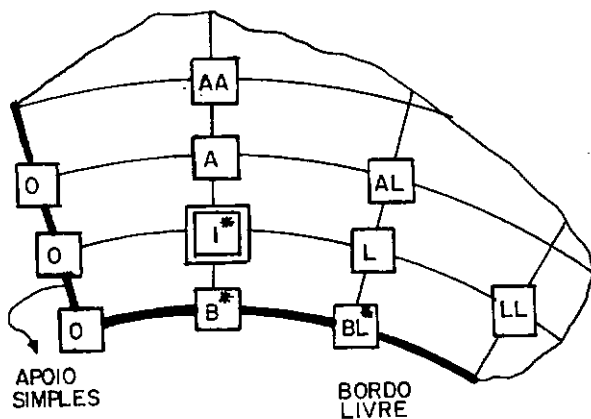 AA
O A AL
O I* L
O B* BL* LL
APOIO
SIMPLES
BORDO
LIVRE